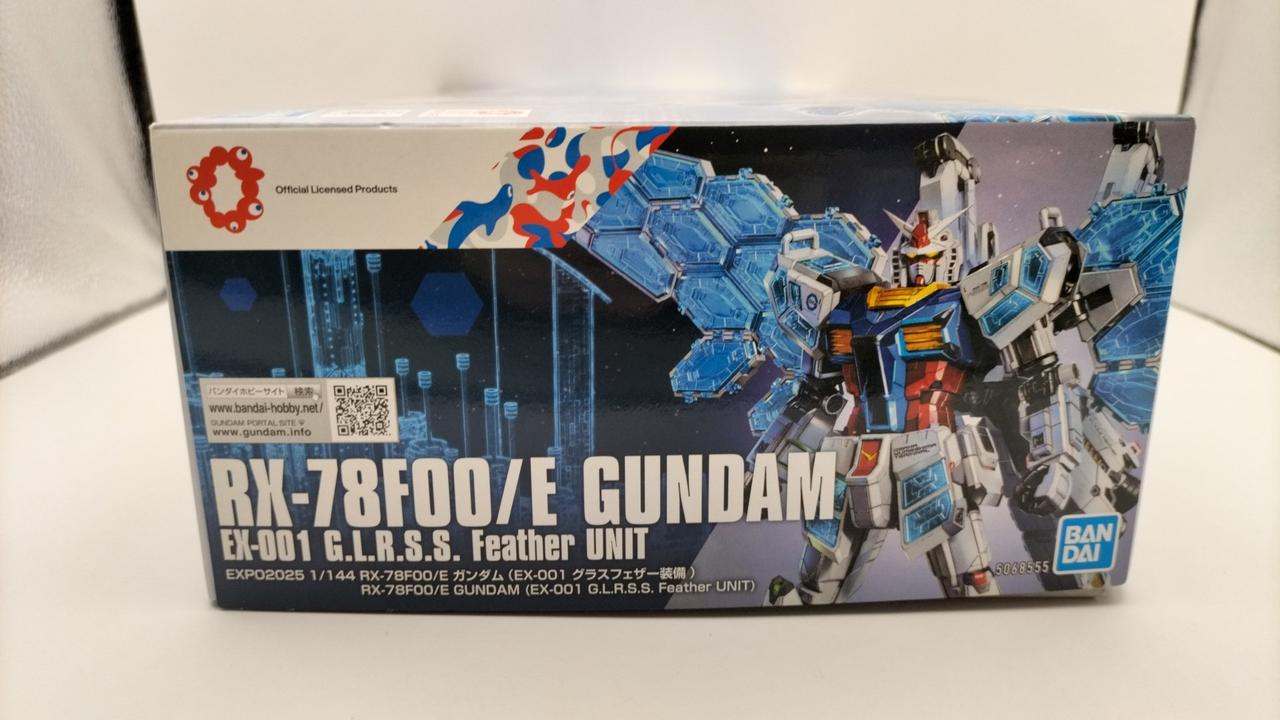 Official Licensed Products
バンダイホビーサイト 検索
www.bandai-hobby.net/
GUNDAM PORTAL SITE
www.gundam.info
RX-78F00/E GUNDAM
EX-001 G.L.R.S.S. Feather UNIT
EXPO2025 1/144 RX-78F00/E ガンダム (EX-001 グラスフェザー装備)
RX-78F00/E GUNDAM (EX-001 G.L.R.S.S. Feather UNIT)
5068555
BAN
DAI